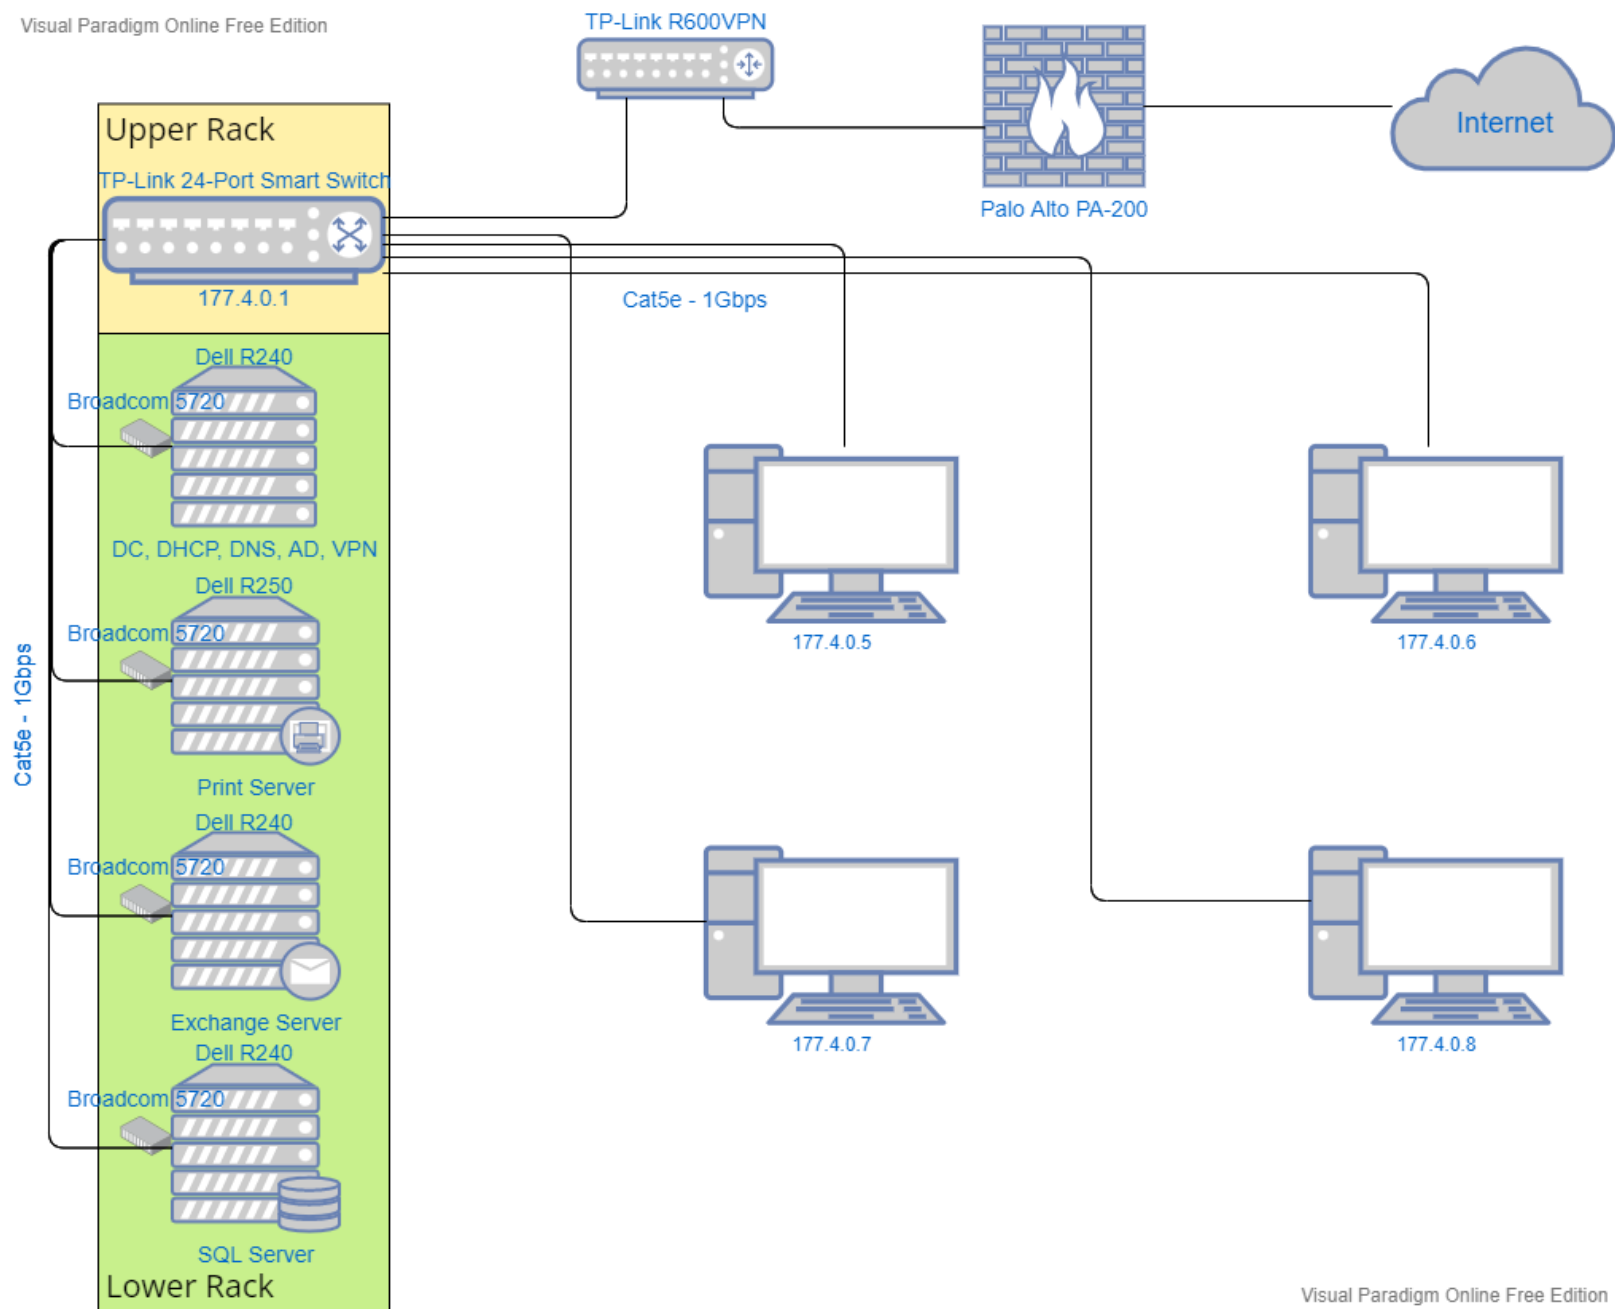 Visual Paradigm Online Free Edition
TP-Link R600VPN
Internet
Palo Alto PA-200
Upper Rack
TP-Link 24-Port Smart Switch
177.4.0.1
Cat5e - 1Gbps
Dell R240
Broadcom 5720
DC, DHCP, DNS, AD, VPN
Dell R250
Broadcom 5720
Print Server
Cat5e - 1Gbps
Dell R240
Broadcom 5720
Exchange Server
Dell R240
Broadcom 5720
SQL Server
Lower Rack
177.4.0.5
177.4.0.6
177.4.0.7
177.4.0.8
Visual Paradigm Online Free Edition